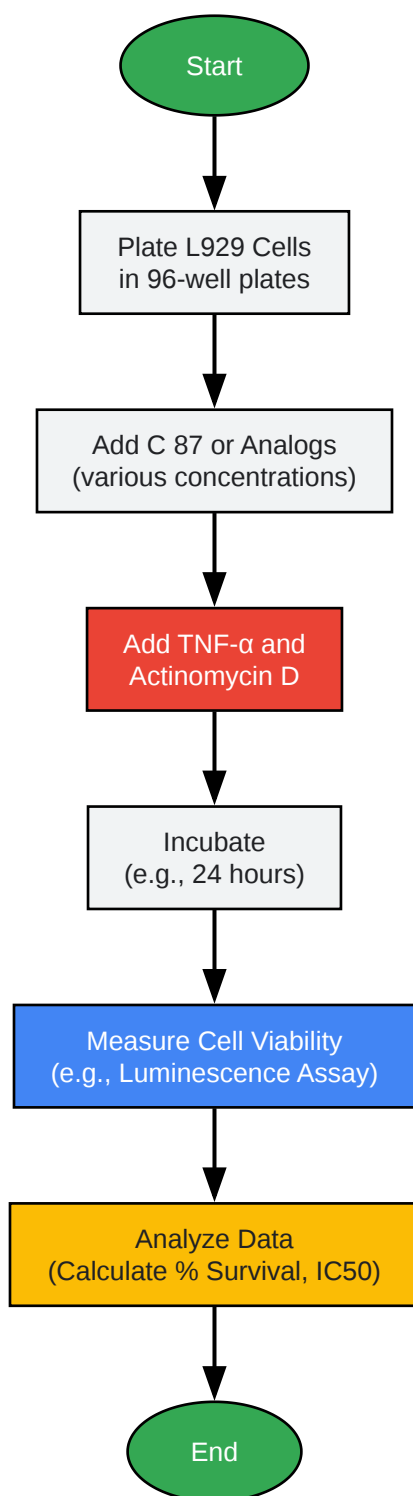 Start
Plate L929 Cells
in 96-well plates
Add C 87 or Analogs
(various concentrations)
Add TNF-α and
Actinomycin D
Incubate
(e.g., 24 hours)
Measure Cell Viability
(e.g., Luminescence Assay)
Analyze Data
(Calculate % Survival, IC50)
End